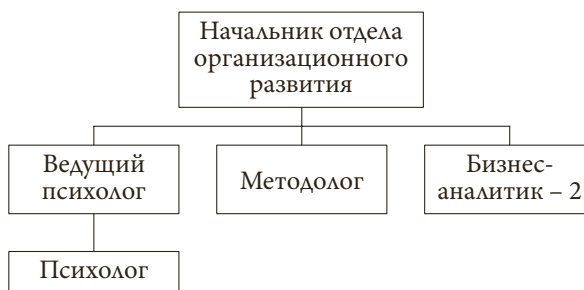 Начальник отдела
организационного
развития
Ведущий
психолог
Методолог
Бизнес-
аналитик – 2
Психолог